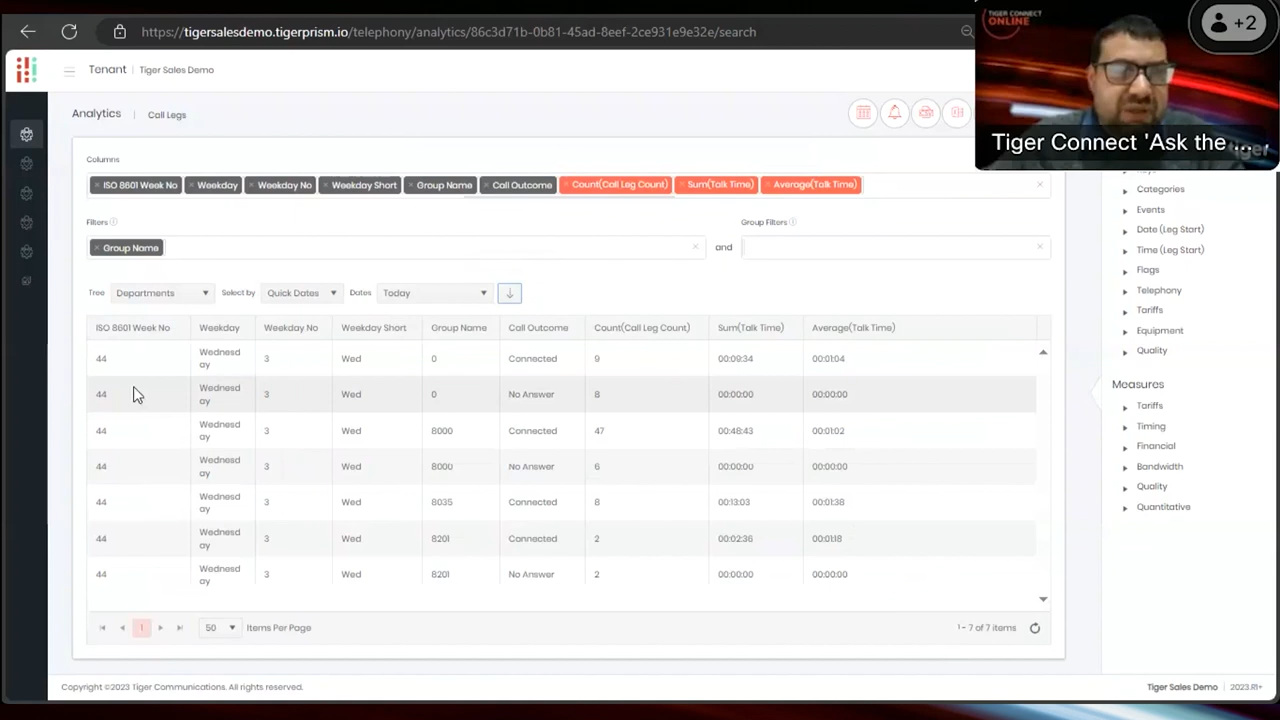 https://tigersalesdemo.tigerprism.io/telephony/analytics/86c3d71b-0b81-45ad-8eef-2ce931e9e32e/search
TIGER CONNECT
ONLINE
+2
Tiger Connect 'Ask the ...
Tenant | Tiger Sales Demo
Analytics | Call Legs
Columns
× ISO 8601 Week No × Weekday × Weekday No × Weekday Short × Group Name × Call Outcome × Count(Call Leg Count) × Sum(Talk Time) × Average(Talk Time) ×
Filters Group Filters
× Group Name × and ×
Tree Departments Select by Quick Dates Dates Today
ISO 8601 Week No Weekday Weekday No Weekday Short Group Name Call Outcome Count(Call Leg Count) Sum(Talk Time) Average(Talk Time)
44 Wednesday 3 Wed 0 Connected 9 00:09:34 00:01:04
44 Wednesday 3 Wed 0 No Answer 8 00:00:00 00:00:00
44 Wednesday 3 Wed 8000 Connected 47 00:48:43 00:01:02
44 Wednesday 3 Wed 8000 No Answer 6 00:00:00 00:00:00
44 Wednesday 3 Wed 8035 Connected 8 00:13:03 00:01:38
44 Wednesday 3 Wed 8201 Connected 2 00:02:36 00:01:18
44 Wednesday 3 Wed 8201 No Answer 2 00:00:00 00:00:00
1 50 Items Per Page 1 - 7 of 7 items
Categories
Events
Date (Leg Start)
Time (Leg Start)
Flags
Telephony
Tariffs
Equipment
Quality
Measures
Tariffs
Timing
Financial
Bandwidth
Quality
Quantitative
Copyright ©2023 Tiger Communications. All rights reserved.
Tiger Sales Demo | 2023.R1+